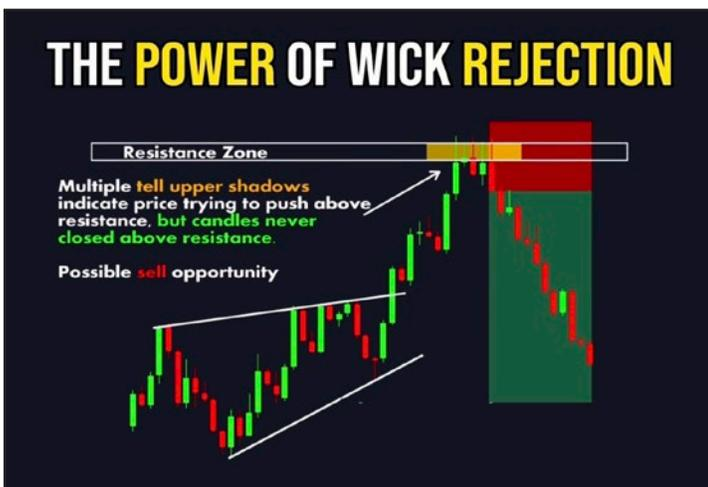 THE POWER OF WICK REJECTION
Resistance Zone
Multiple tell upper shadows
indicate price trying to push above
resistance, but candles never
closed above resistance.
Possible sell opportunity